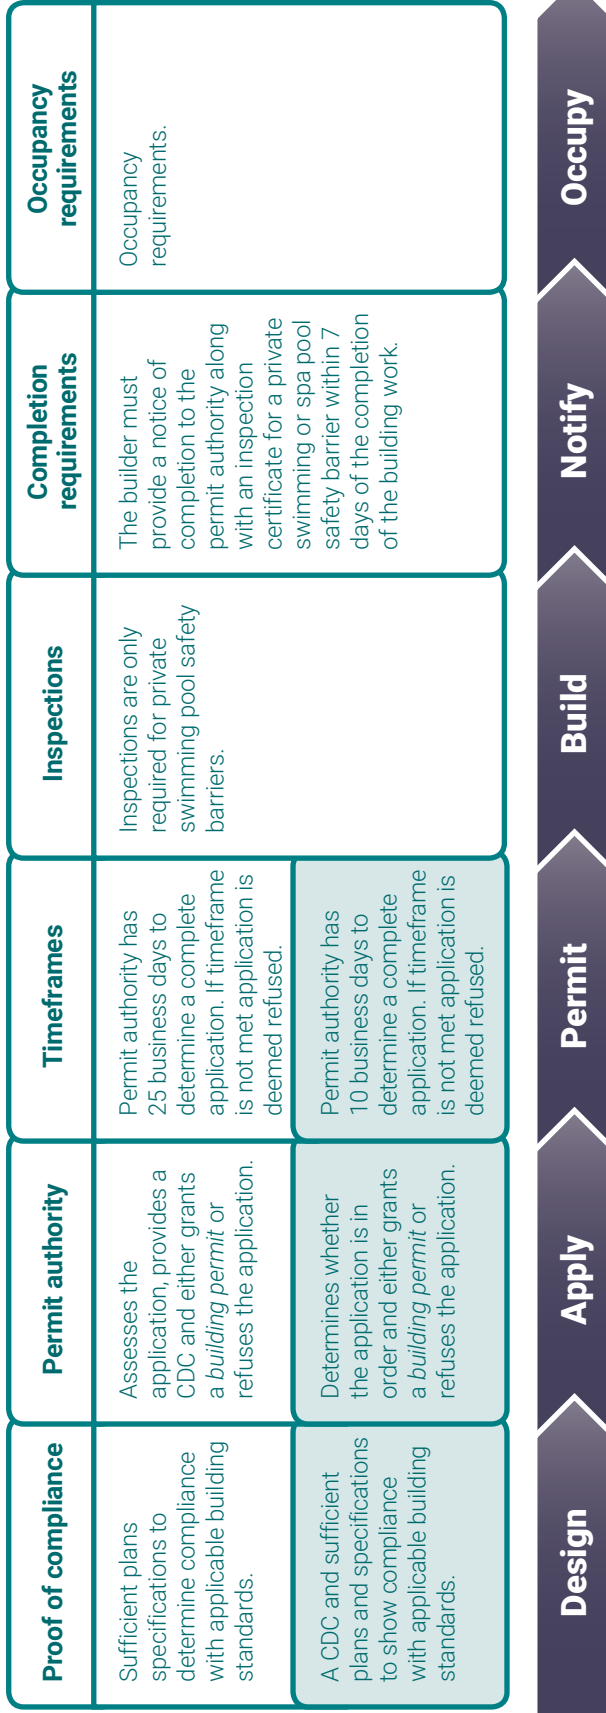 Proof of compliance
Sufficient plans
specifications to
determine compliance
with applicable building
standards.
A CDC and sufficient
plans and specifications
to show compliance
with applicable building
standards.
Permit authority
Assesses the
application, provides a
CDC and either grants
a building permit or
refuses the application.
Determines whether
the application is in
order and either grants
a building permit or
refuses the application.
Timeframes
Permit authority has
25 business days to
determine a complete
application. If timeframe
is not met application is
deemed refused.
Permit authority has
10 business days to
determine a complete
application. If timeframe
is not met application is
deemed refused.
Inspections
Inspections are only
required for private
swimming pool safety
barriers.
Completion
requirements
The builder must
provide a notice of
completion to the
permit authority along
with an inspection
certificate for a private
swimming or spa pool
safety barrier within 7
days of the completion
of the building work.
Occupancy
requirements
Occupancy
requirements.
Design
Apply
Permit
Build
Notify
Occupy